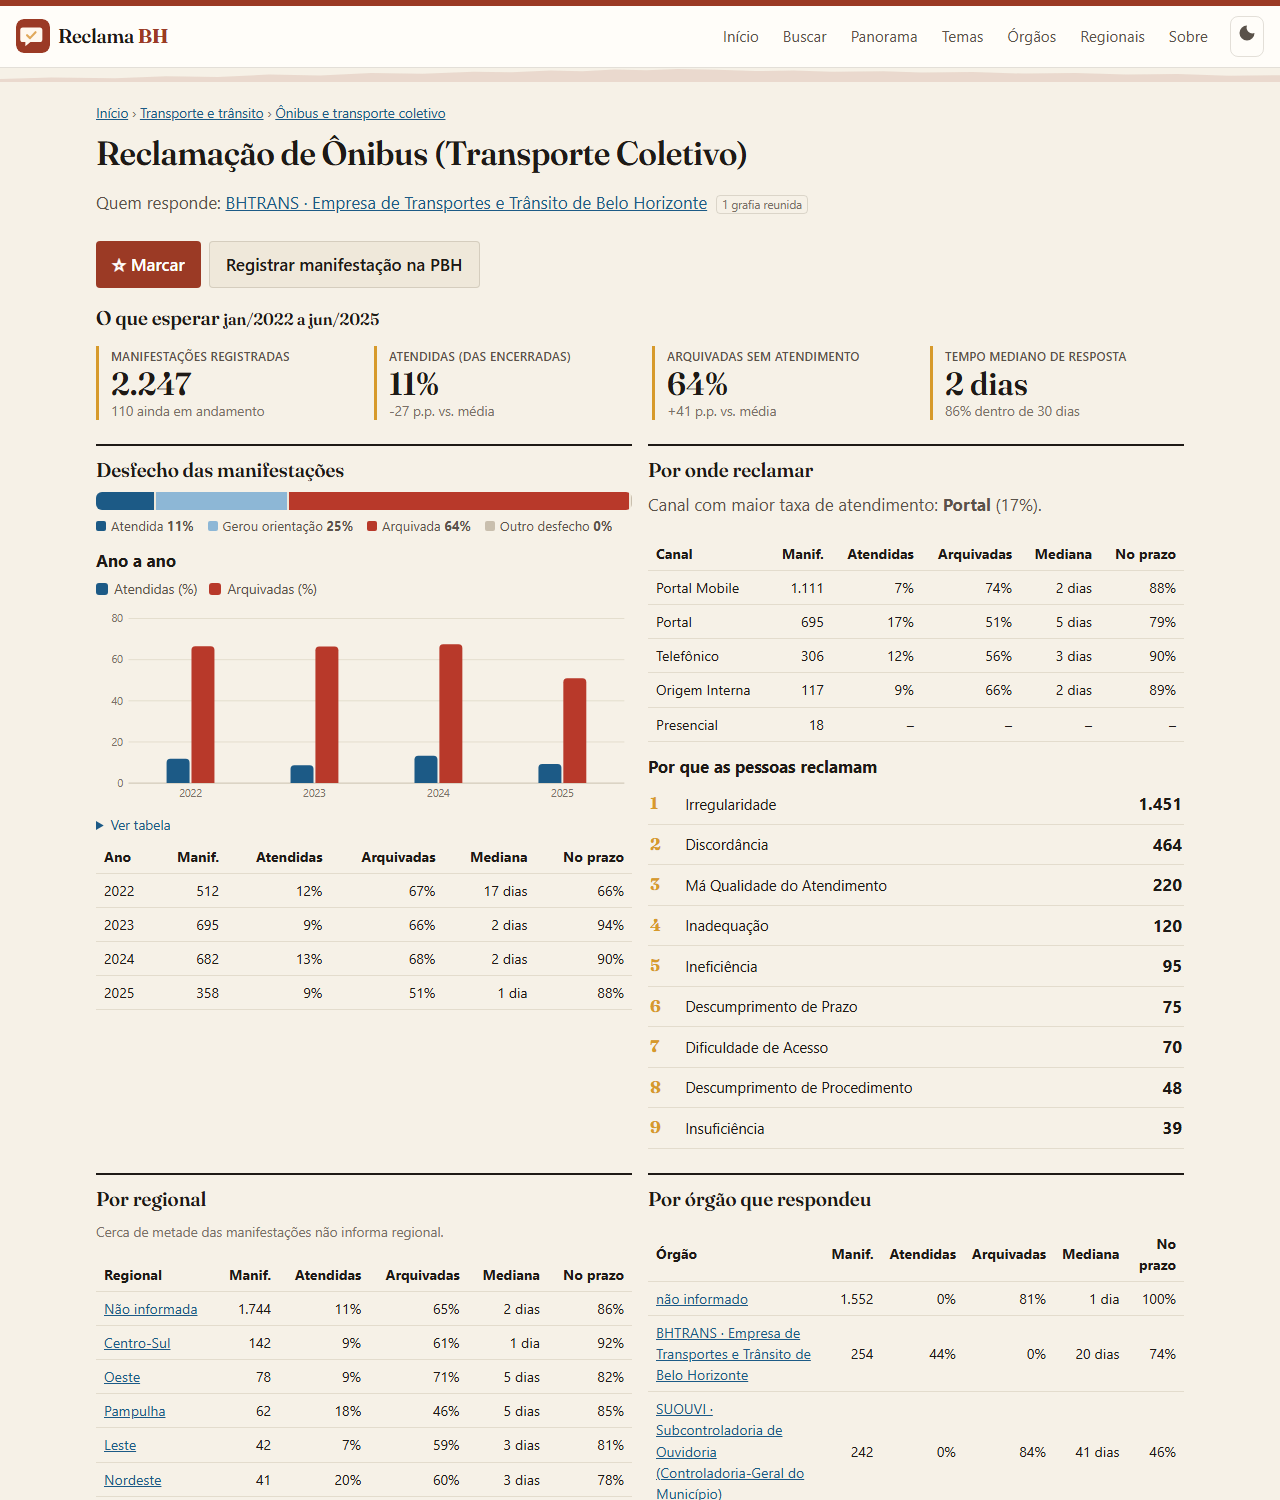 Reclama BH
Início Buscar Panorama Temas Órgãos Regionais Sobre
Início › Transporte e trânsito › Ônibus e transporte coletivo
Reclamação de Ônibus (Transporte Coletivo)
Quem responde: BHTRANS · Empresa de Transportes e Trânsito de Belo Horizonte 1 grafia reunida
☆ Marcar
Registrar manifestação na PBH
O que esperar jan/2022 a jun/2025
MANIFESTAÇÕES REGISTRADAS
2.247
110 ainda em andamento
ATENDIDAS (DAS ENCERRADAS)
11%
-27 p.p. vs. média
ARQUIVADAS SEM ATENDIMENTO
64%
+41 p.p. vs. média
TEMPO MEDIANO DE RESPOSTA
2 dias
86% dentro de 30 dias
Desfecho das manifestações
Atendida 11% Gerou orientação 25% Arquivada 64% Outro desfecho 0%
Ano a ano
Atendidas (%) Arquivadas (%)
80
60
40
20
0
2022 2023 2024 2025
▶ Ver tabela
Ano Manif. Atendidas Arquivadas Mediana No prazo
2022 512 12% 67% 17 dias 66%
2023 695 9% 66% 2 dias 94%
2024 682 13% 68% 2 dias 90%
2025 358 9% 51% 1 dia 88%
Por onde reclamar
Canal com maior taxa de atendimento: Portal (17%).
Canal Manif. Atendidas Arquivadas Mediana No prazo
Portal Mobile 1.111 7% 74% 2 dias 88%
Portal 695 17% 51% 5 dias 79%
Telefônico 306 12% 56% 3 dias 90%
Origem Interna 117 9% 66% 2 dias 89%
Presencial 18 – – – –
Por que as pessoas reclamam
1 Irregularidade 1.451
2 Discordância 464
3 Má Qualidade do Atendimento 220
4 Inadequação 120
5 Ineficiência 95
6 Descumprimento de Prazo 75
7 Dificuldade de Acesso 70
8 Descumprimento de Procedimento 48
9 Insuficiência 39
Por regional
Cerca de metade das manifestações não informa regional.
Regional Manif. Atendidas Arquivadas Mediana No prazo
Não informada 1.744 11% 65% 2 dias 86%
Centro-Sul 142 9% 61% 1 dia 92%
Oeste 78 9% 71% 5 dias 82%
Pampulha 62 18% 46% 5 dias 85%
Leste 42 7% 59% 3 dias 81%
Nordeste 41 20% 60% 3 dias 78%
Por órgão que respondeu
Órgão Manif. Atendidas Arquivadas Mediana No
prazo
não informado 1.552 0% 81% 1 dia 100%
BHTRANS · Empresa de
Transportes e Trânsito de 254 44% 0% 20 dias 74%
Belo Horizonte
SUOUVI ·
Subcontroladoria de
Ouvidoria 242 0% 84% 41 dias 46%
(Controladoria-Geral do
Município)